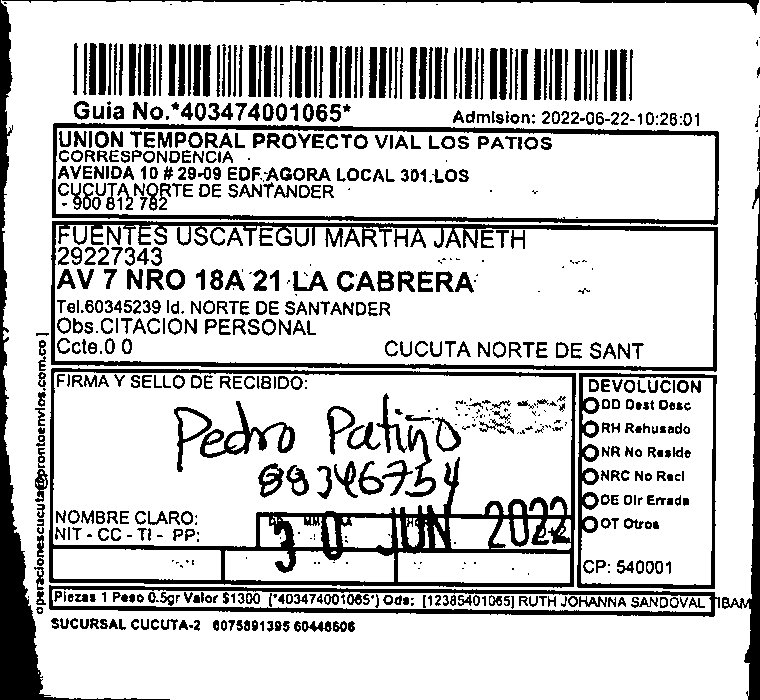 Guia No.*403474001065*
Admision: 2022-06-22-10:26:01
UNION TEMPORAL PROYECTO VIAL LOS PATIOS
CORRESPONDENCIA
AVENIDA 10 # 29-09 EDF.AGORA LOCAL 301.LOS
CUCUTA NORTE DE SANTANDER
- 900 812 782
FUENTES USCATEGUI MARTHA JANETH
29227343
AV 7 NRO 18A 21 LA CABRERA
Tel.60345239 Id. NORTE DE SANTANDER
Obs.CITACION PERSONAL
Ccte.0 0
CUCUTA NORTE DE SANT
operacionescucuta@prontoenvios.com.co
FIRMA Y SELLO DE RECIBIDO:
Pedro Patiño
88346754
NOMBRE CLARO:
NIT - CC - TI - PP:
30 JUN 2022
DEVOLUCION
DD Dest Desc
RH Rehusado
NR No Reside
NRC No Recl
DE Dir Errada
OT Otros
CP: 540001
Piezas 1 Peso 0.5gr Valor $1300 (*403474001065*) Ods: [12385401065] RUTH JOHANNA SANDOVAL TIBAM
SUCURSAL CUCUTA-2 6075891395 60446606